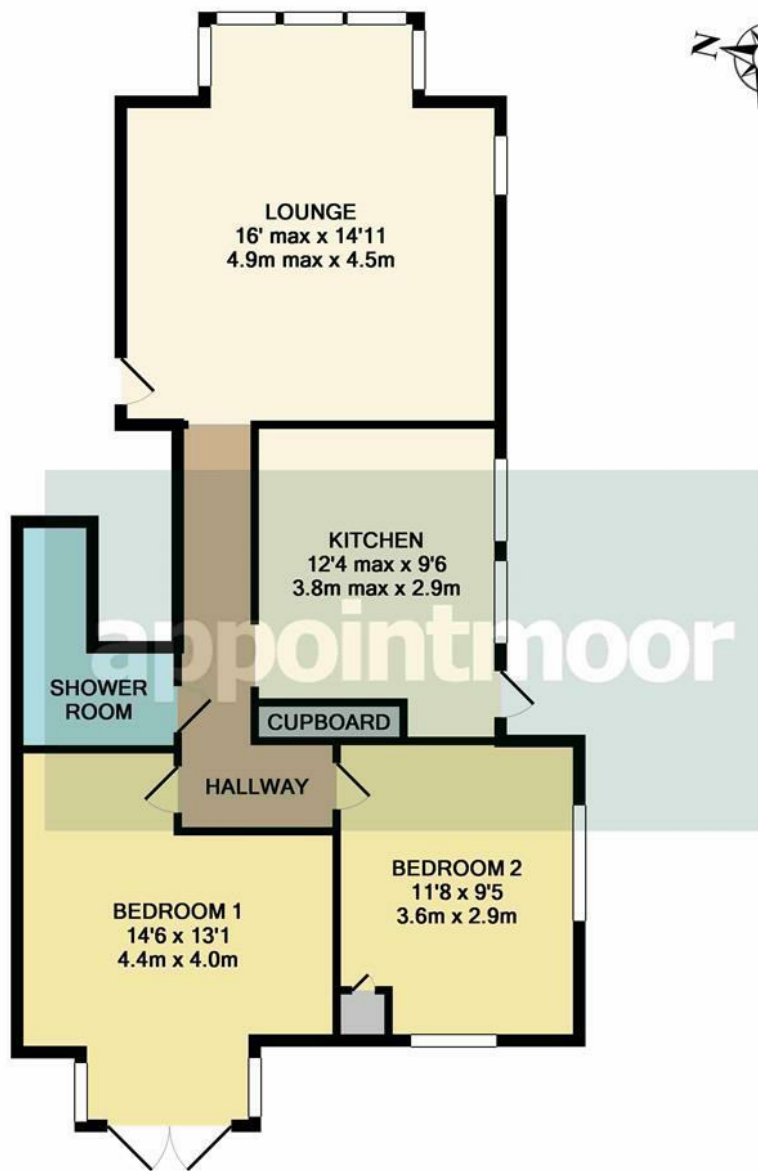 N
LOUNGE
16' max x 14'11
4.9m max x 4.5m
KITCHEN
12'4 max x 9'6
3.8m max x 2.9m
appointmoor
SHOWER
ROOM
CUPBOARD
HALLWAY
BEDROOM 2
11'8 x 9'5
3.6m x 2.9m
BEDROOM 1
14'6 x 13'1
4.4m x 4.0m